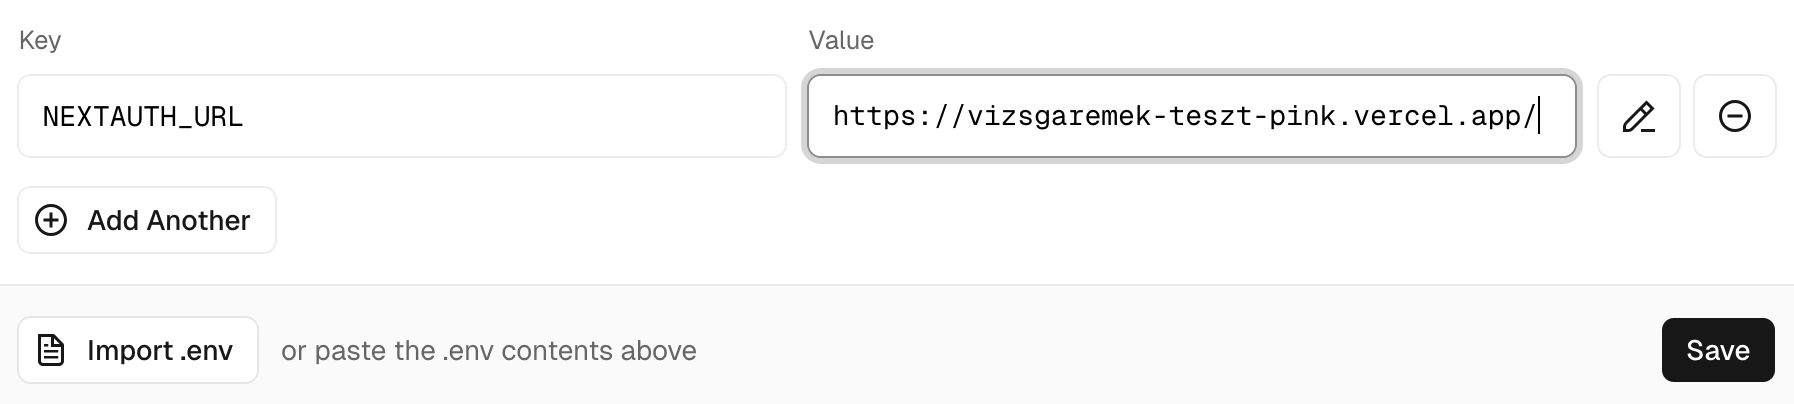 Key Value
NEXTAUTH_URL https://vizsgaremek-teszt-pink.vercel.app/
Add Another
Import .env or paste the .env contents above Save